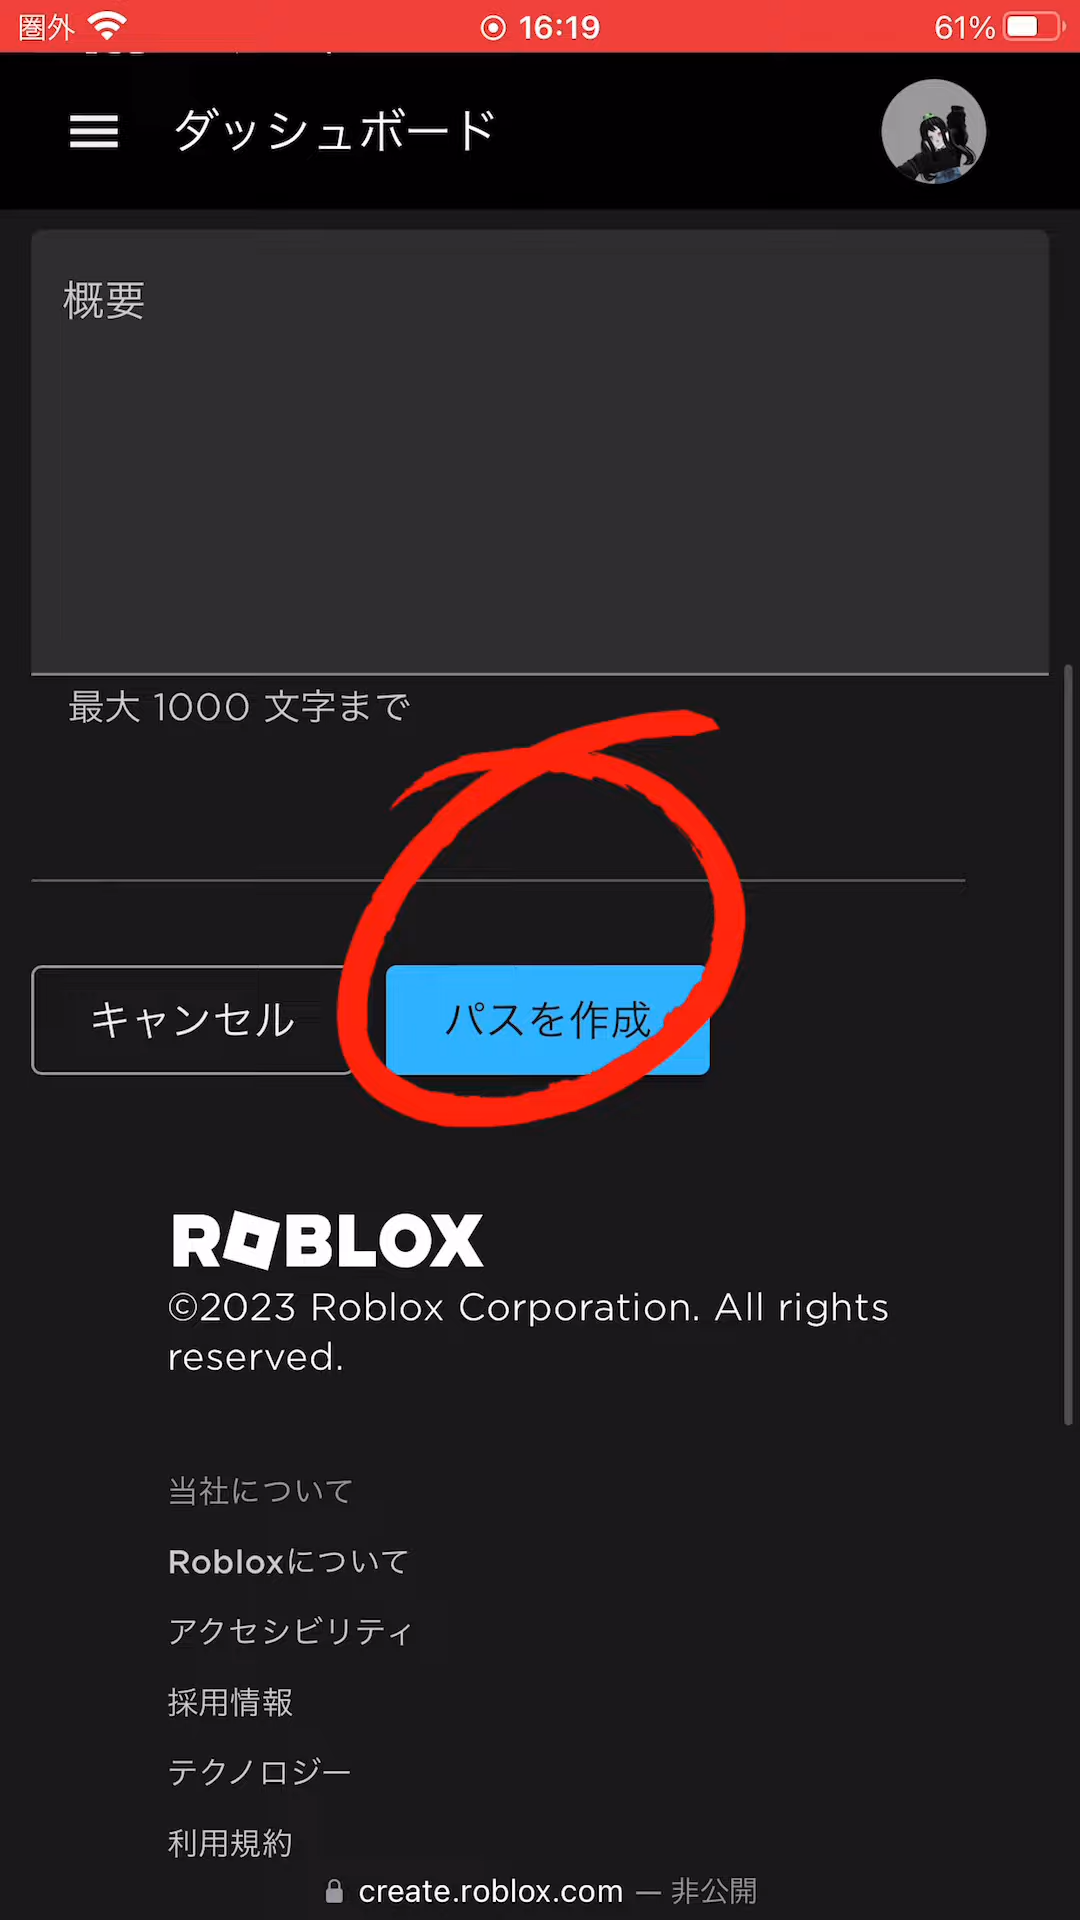 圏外 16:19 61%
ダッシュボード
概要
最大 1000 文字まで
キャンセル パスを作成
ROBLOX
©2023 Roblox Corporation. All rights
reserved.
当社について
Robloxについて
アクセシビリティ
採用情報
テクノロジー
利用規約
create.roblox.com — 非公開